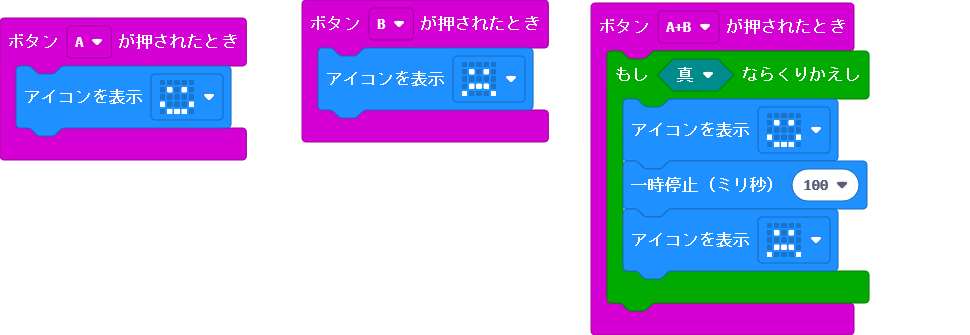 ボタン A が押されたとき
アイコンを表示
ボタン B が押されたとき
アイコンを表示
ボタン A+B が押されたとき
もし 真 ならくりかえし
アイコンを表示
一時停止（ミリ秒） 100
アイコンを表示